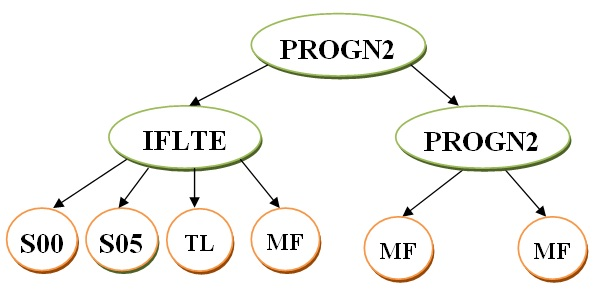 PROGN2
IFLTE
PROGN2
S00
S05
TL
MF
MF
MF